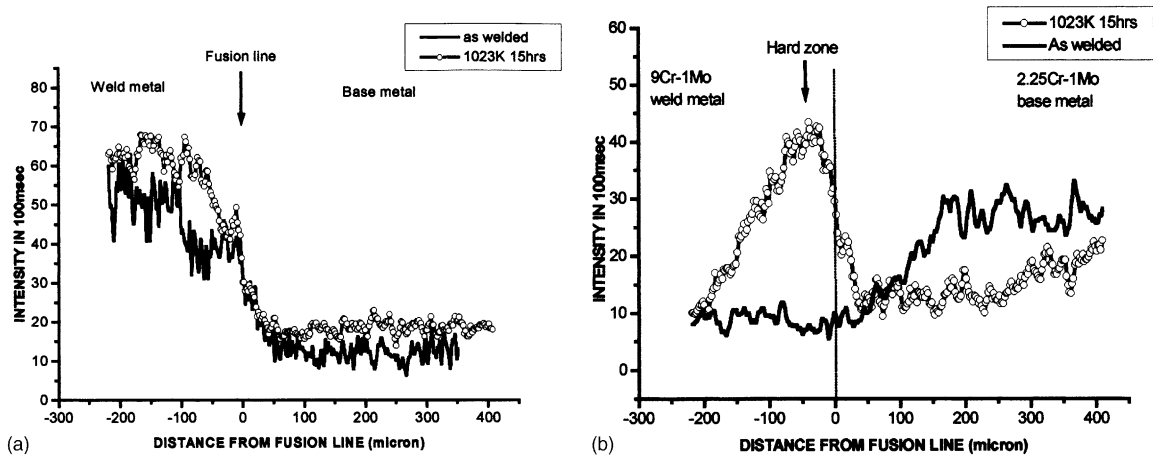 as welded
1023K 15hrs
Fusion line
Weld metal
Base metal
INTENSITY IN 100msec
80
70
60
50
40
30
20
10
0
-300 -200 -100 0 100 200 300 400
DISTANCE FROM FUSION LINE (micron)
(a)
1023K 15hrs
As welded
Hard zone
9Cr-1Mo
weld metal
2.25Cr-1Mo
base metal
INTENSITY IN 100msec
60
50
40
30
20
10
0
-300 -200 -100 0 100 200 300 400
DISTANCE FROM FUSION LINE (micron)
(b)